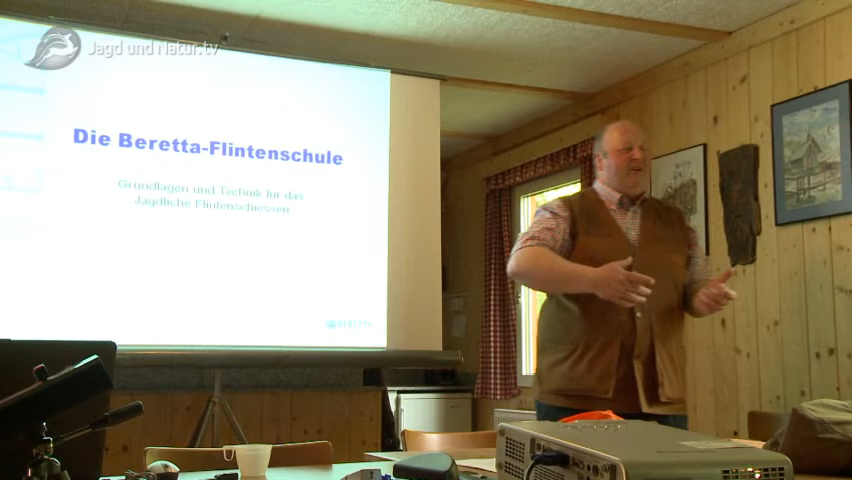 Jagd und Natur.tv
Die Beretta-Flintenschule
Grundlagen und Technik für das
Jagdliche Flintenschiessen
BERETTA